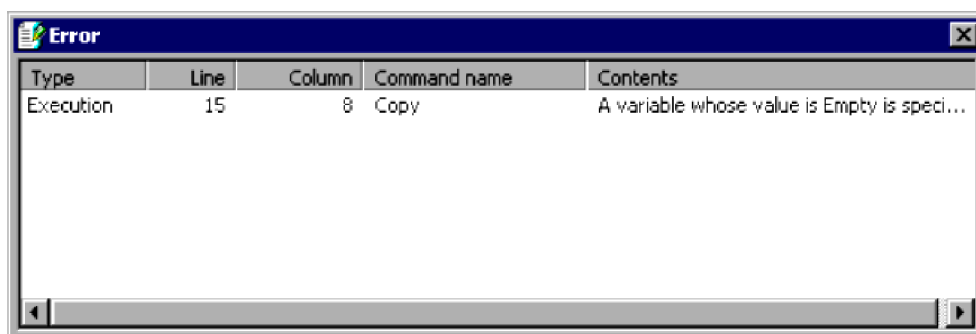 Error
Type Line Column Command name Contents
Execution 15 8 Copy A variable whose value is Empty is speci...